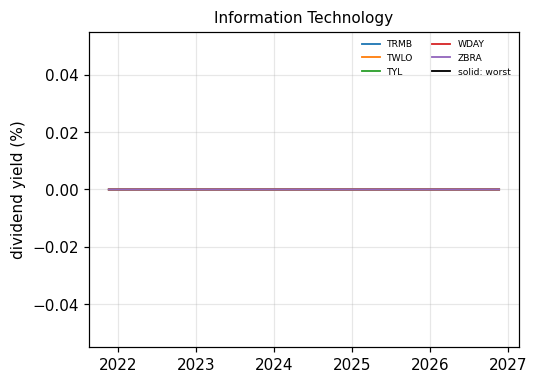 Information Technology
TRMB
TWLO
TYL
WDAY
ZBRA
solid: worst
dividend yield (%)
0.04
0.02
0.00
−0.02
−0.04
2022 2023 2024 2025 2026 2027